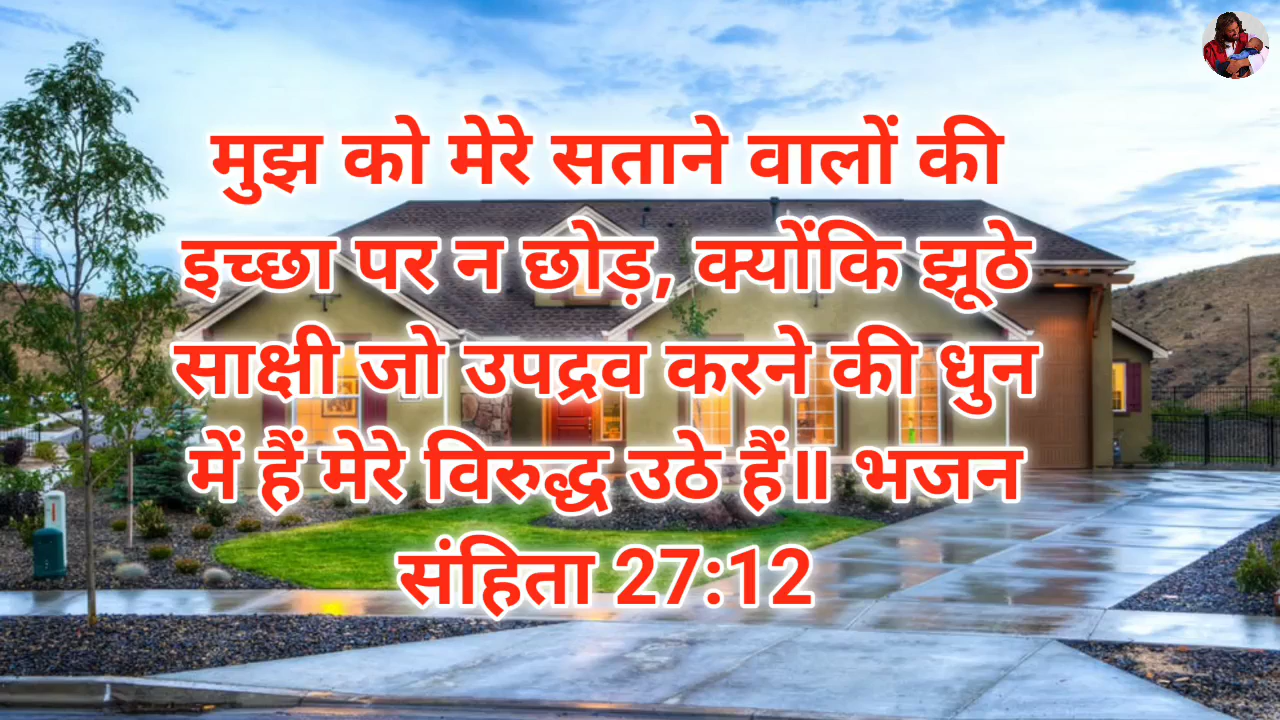 मुझ को मेरे सताने वालों की
इच्छा पर न छोड़, क्योंकि झूठे
साक्षी जो उपद्रव करने की धुन
में हैं मेरे विरुद्ध उठे हैं॥ भजन
संहिता 27:12